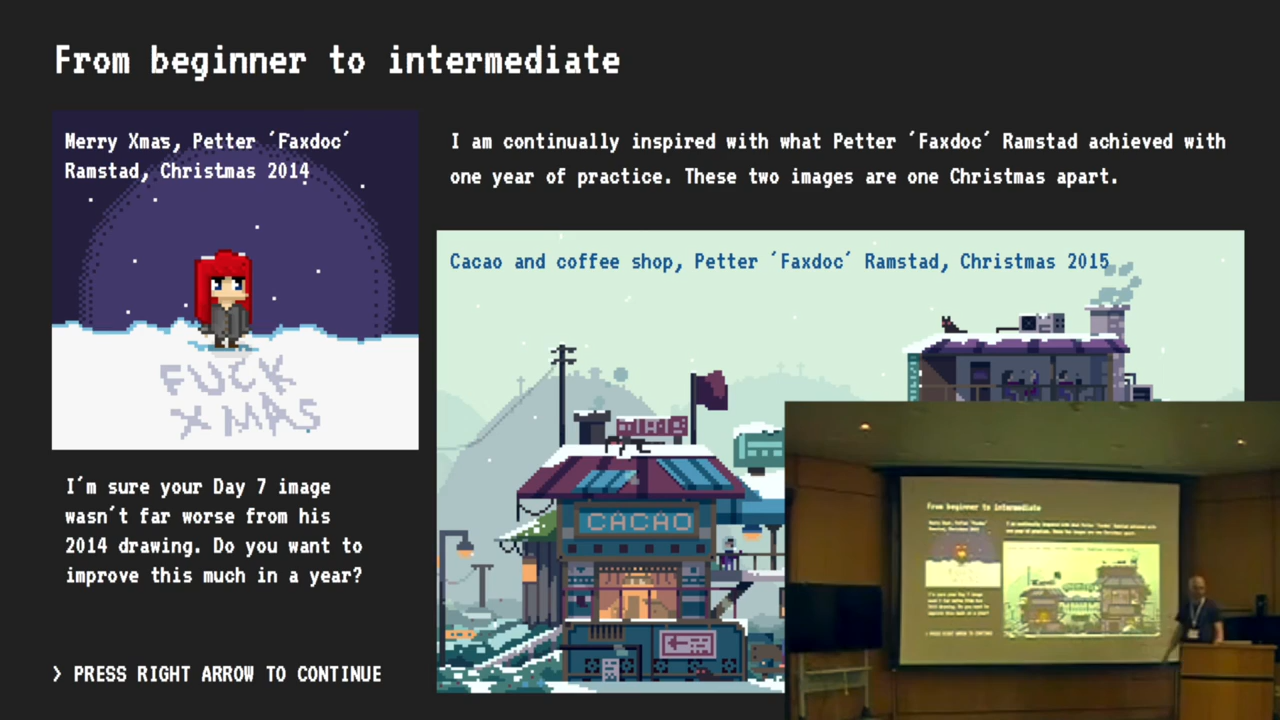 From beginner to intermediate
Merry Xmas, Petter ´Faxdoc´
Ramstad, Christmas 2014
I am continually inspired with what Petter ´Faxdoc´ Ramstad achieved with
one year of practice. These two images are one Christmas apart.
Cacao and coffee shop, Petter ´Faxdoc´ Ramstad, Christmas 2015
FUCK
XMAS
CACAO
I´m sure your Day 7 image
wasn´t far worse from his
2014 drawing. Do you want to
improve this much in a year?
> PRESS RIGHT ARROW TO CONTINUE
From beginner to intermediate